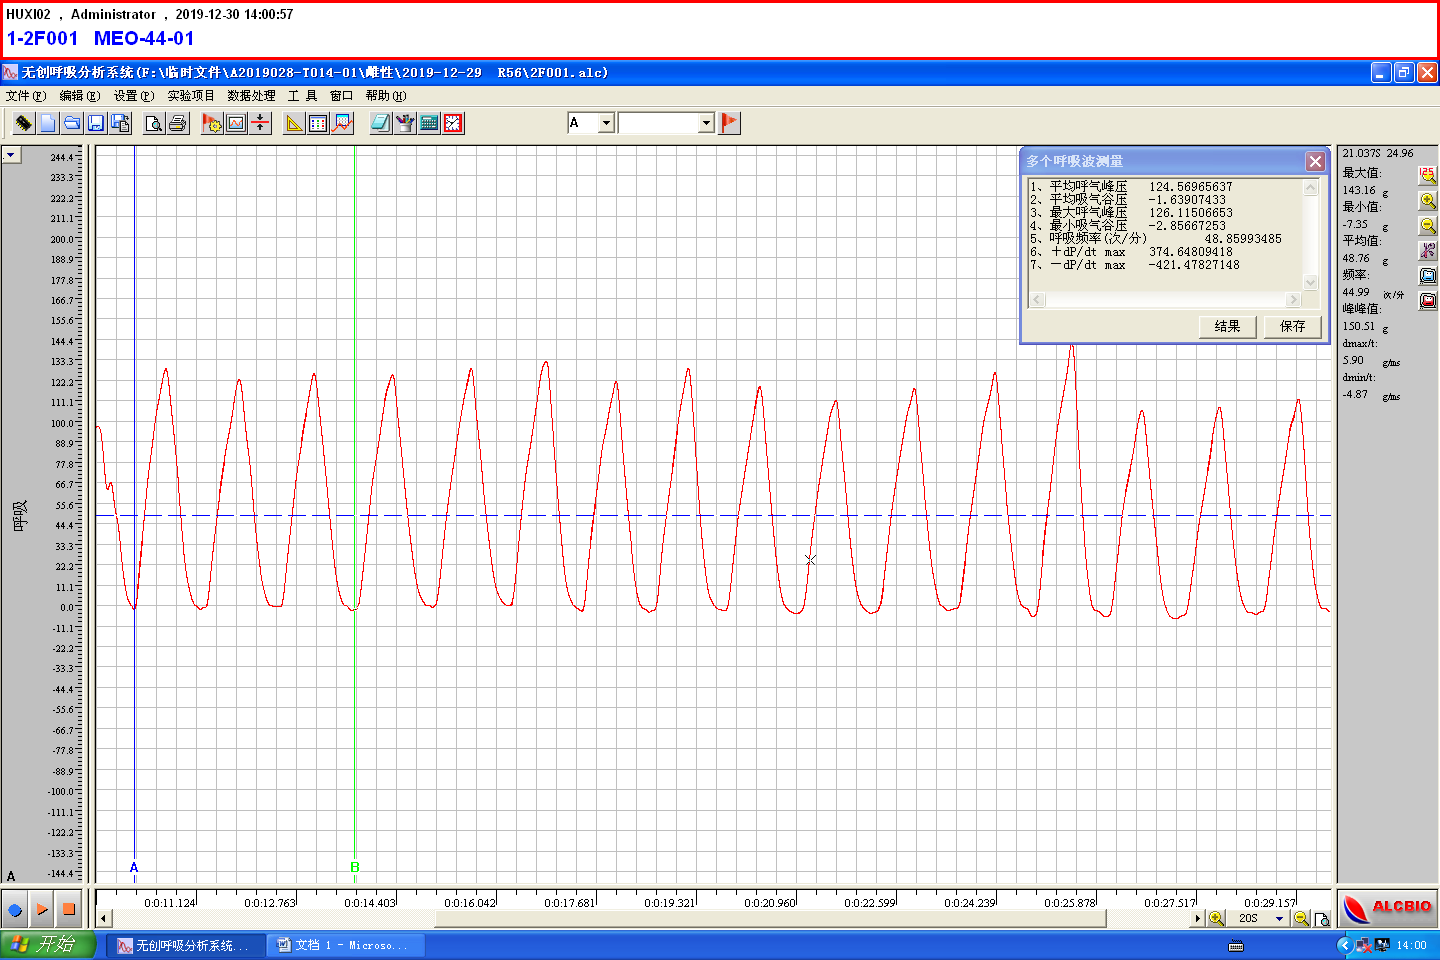 HUXI02 , Administrator , 2019-12-30 14:00:57
1-2F001 MEO-44-01
无创呼吸分析系统(F:\临时文件\A2019028-T014-01\雌性\2019-12-29 R56\2F001.alc)
文件(F) 编辑(E) 设置(P) 实验项目 数据处理 工 具 窗口 帮助(H)
A
244.4
233.3
222.2
211.1
200.0
188.9
177.8
166.7
155.6
144.4
133.3
122.2
111.1
100.0
88.9
77.8
66.7
55.6
44.4
33.3
22.2
11.1
0.0
-11.1
-22.2
-33.3
-44.4
-55.6
-66.7
-77.8
-88.9
-100.0
-111.1
-122.2
-133.3
-144.4
呼吸
A
A
B
多个呼吸波测量
1、平均呼气峰压 124.56965637
2、平均吸气谷压 -1.63907433
3、最大呼气峰压 126.11506653
4、最小吸气谷压 -2.85667253
5、呼吸频率(次/分) 48.85993485
6、＋dP/dt max 374.64809418
7、－dP/dt max -421.47827148
结果 保存
21.037S 24.96
最大值:
143.16 g
最小值:
-7.35 g
平均值:
48.76 g
频率:
44.99 次/分
峰峰值:
150.51 g
dmax/t:
5.90 g/ms
dmin/t:
-4.87 g/ms
125
0:0:11.124 0:0:12.763 0:0:14.403 0:0:16.042 0:0:17.681 0:0:19.321 0:0:20.960 0:0:22.599 0:0:24.239 0:0:25.878 0:0:27.517 0:0:29.157
20S
ALCBIO
开始 无创呼吸分析系统... 文档 1 - Microso... 14:00